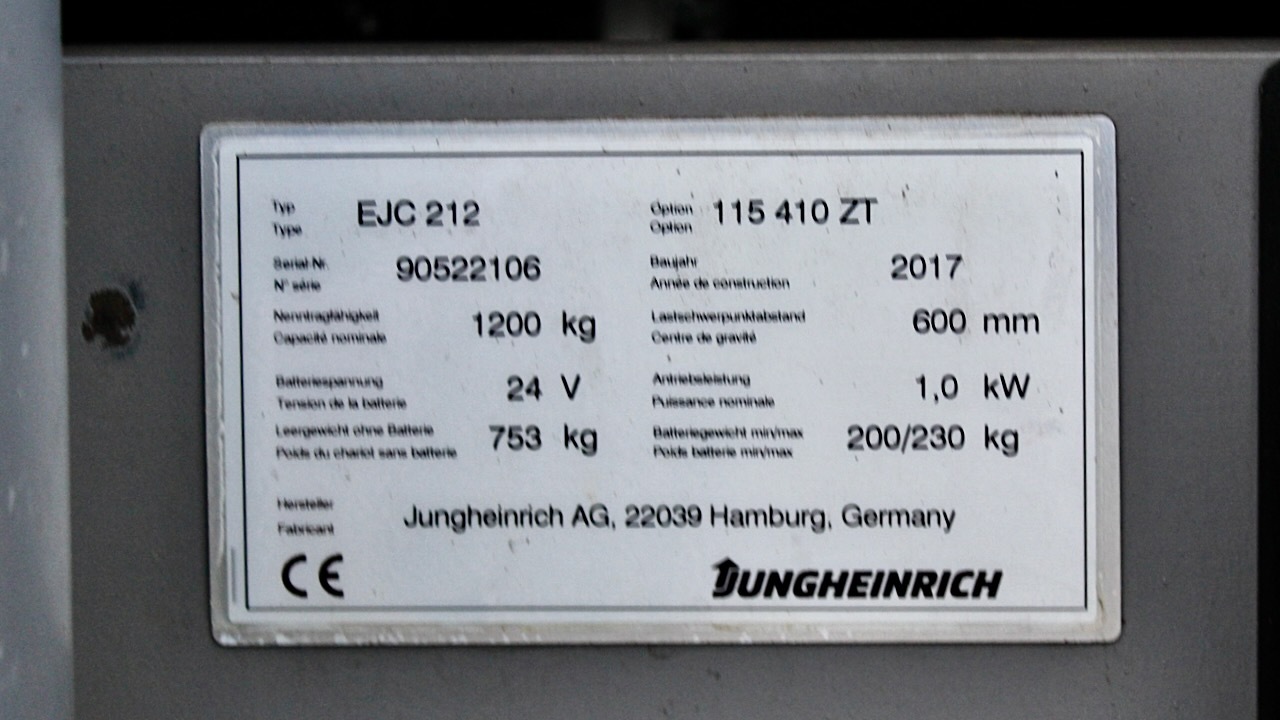 Typ EJC 212 Option 115 410 ZT
Type Option
Serial Nr. 90522106 Baujahr 2017
N° série Année de construction
Nenntragfähigkeit 1200 kg Lastschwerpunktabstand 600 mm
Capacité nominale Centre de gravité
Batteriespannung 24 V Antriebsleistung 1,0 kW
Tension de la batterie Puissance nominale
Leergewicht ohne Batterie 753 kg Batteriegewicht min/max 200/230 kg
Poids du chariot sans batterie Poids batterie min/max
Hersteller Jungheinrich AG, 22039 Hamburg, Germany
Fabricant
CE JUNGHEINRICH